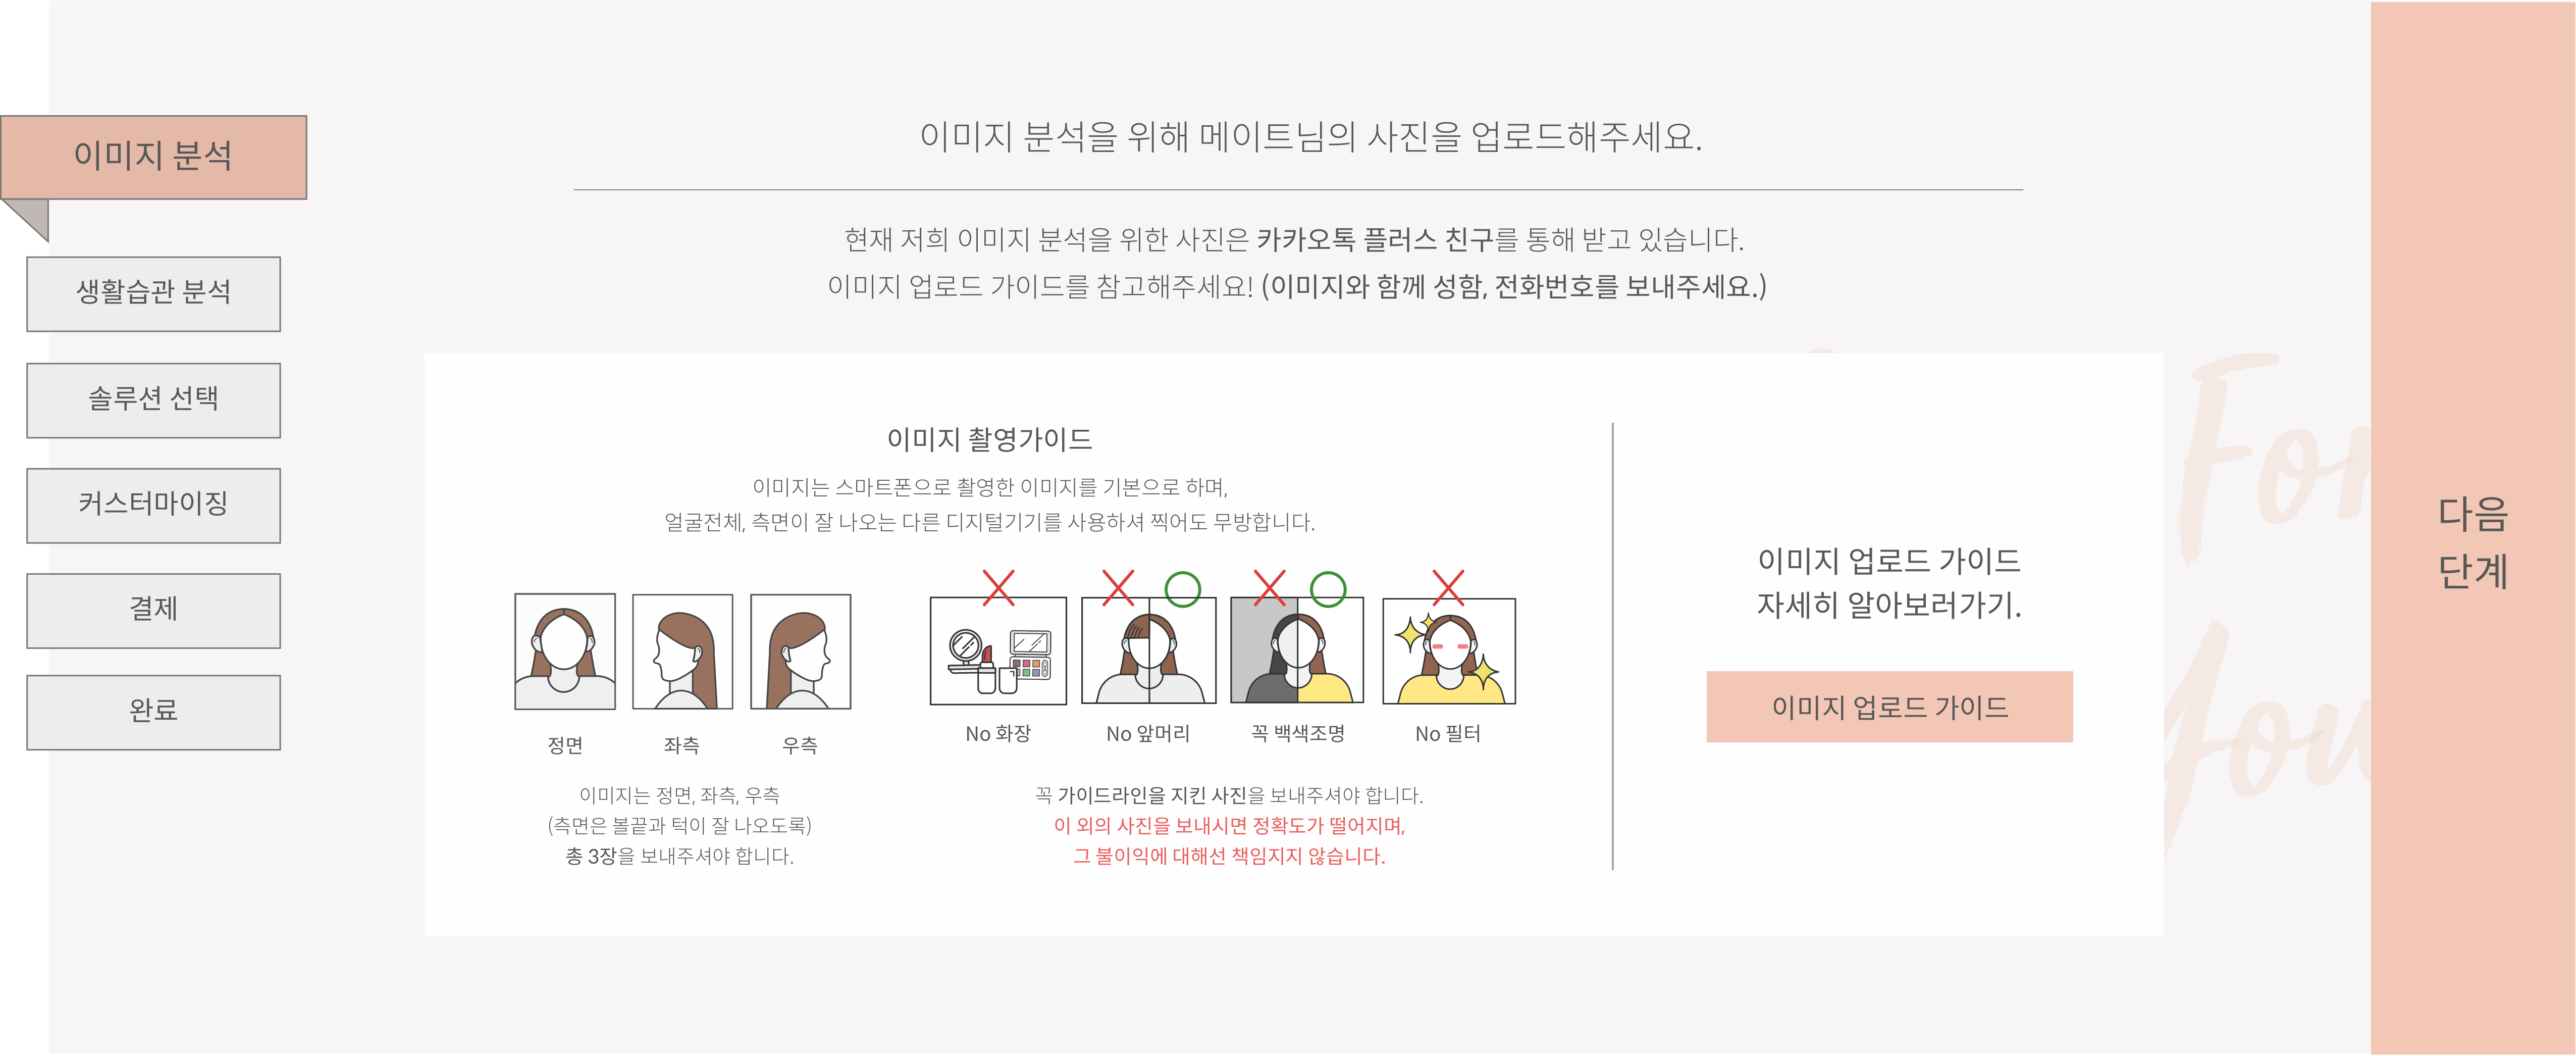 이미지 분석
생활습관 분석
솔루션 선택
커스터마이징
결제
완료
이미지 분석을 위해 메이트님의 사진을 업로드해주세요.
현재 저희 이미지 분석을 위한 사진은 카카오톡 플러스 친구를 통해 받고 있습니다.
이미지 업로드 가이드를 참고해주세요! (이미지와 함께 성함, 전화번호를 보내주세요.)
이미지 촬영가이드
이미지는 스마트폰으로 촬영한 이미지를 기본으로 하며,
얼굴전체, 측면이 잘 나오는 다른 디지털기기를 사용하셔 찍어도 무방합니다.
정면
좌측
우측
이미지는 정면, 좌측, 우측
(측면은 볼끝과 턱이 잘 나오도록)
총 3장을 보내주셔야 합니다.
No 화장
No 앞머리
꼭 백색조명
No 필터
꼭 가이드라인을 지킨 사진을 보내주셔야 합니다.
이 외의 사진을 보내시면 정확도가 떨어지며,
그 불이익에 대해선 책임지지 않습니다.
이미지 업로드 가이드
자세히 알아보러가기.
이미지 업로드 가이드
For
You
다음
단계